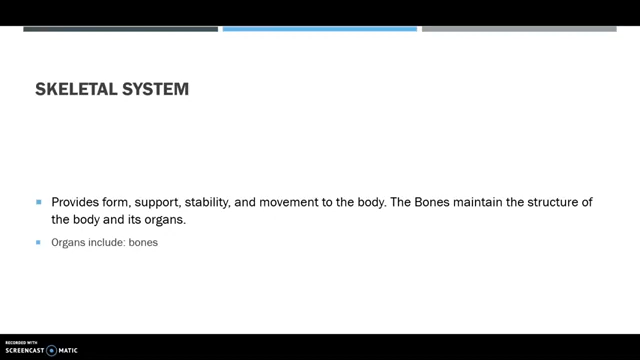 SKELETAL SYSTEM
Provides form, support, stability, and movement to the body. The Bones maintain the structure of
the body and its organs.
Organs include: bones
RECORDED WITH
SCREENCAST MATIC